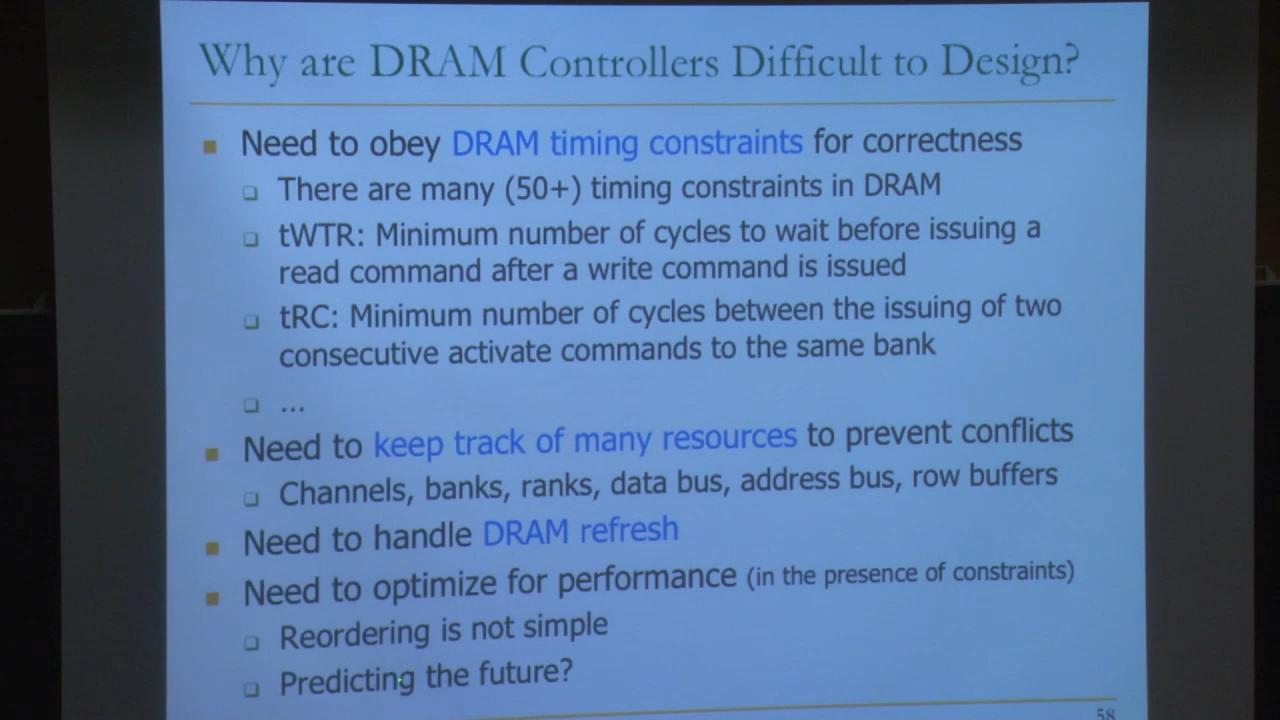 Why are DRAM Controllers Difficult to Design?
Need to obey DRAM timing constraints for correctness
There are many (50+) timing constraints in DRAM
tWTR: Minimum number of cycles to wait before issuing a
read command after a write command is issued
tRC: Minimum number of cycles between the issuing of two
consecutive activate commands to the same bank
...
Need to keep track of many resources to prevent conflicts
Channels, banks, ranks, data bus, address bus, row buffers
Need to handle DRAM refresh
Need to optimize for performance (in the presence of constraints)
Reordering is not simple
Predicting the future?
58